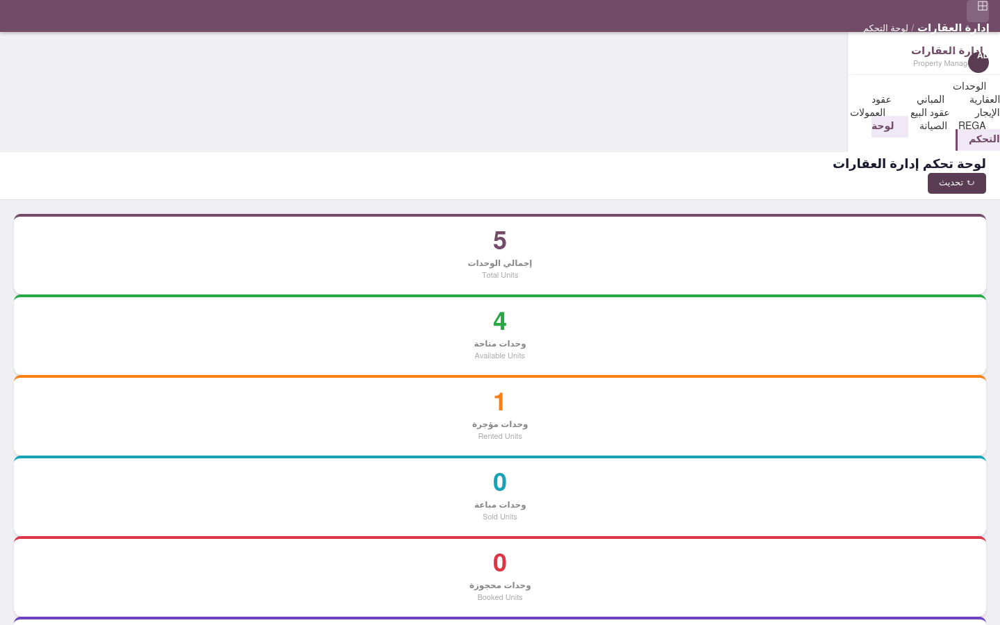 إدارة العقارات / لوحة التحكم
إدارة العقارات
Property Manag
الوحدات
العقارية المباني عقود
الإيجار عقود البيع العمولات
REGA الصيانة لوحة
التحكم
لوحة تحكم إدارة العقارات
↻ تحديث
5
إجمالي الوحدات
Total Units
4
وحدات متاحة
Available Units
1
وحدات مؤجرة
Rented Units
0
وحدات مباعة
Sold Units
0
وحدات محجوزة
Booked Units